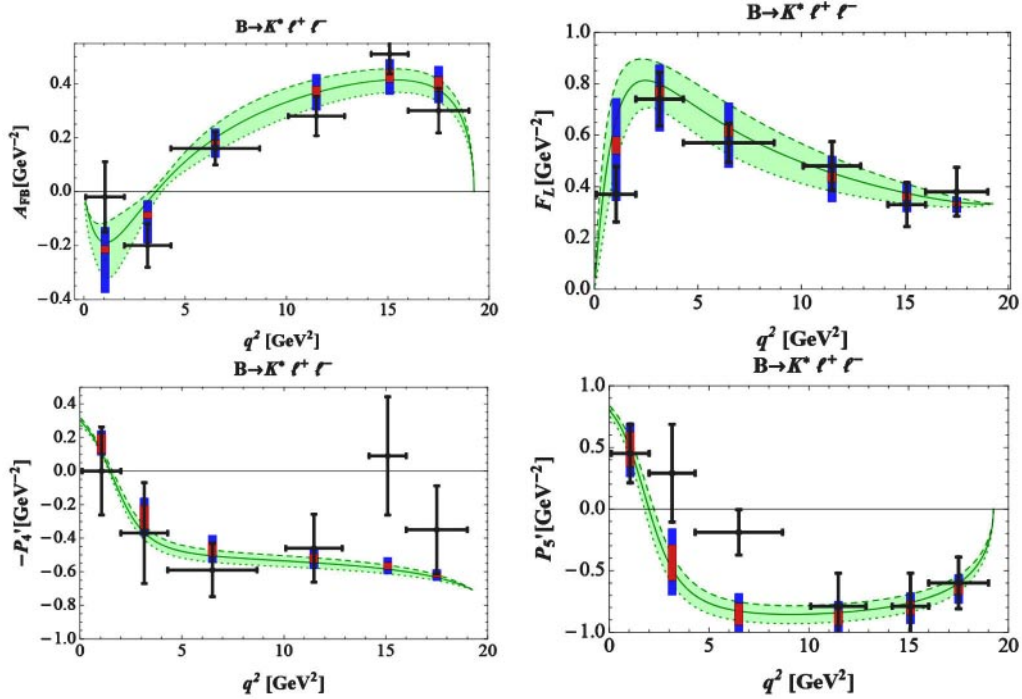 B→K* ℓ⁺ ℓ⁻
A_FB[GeV⁻²]
0.4
0.2
0.0
−0.2
−0.4
0 5 10 15 20
q² [GeV²]
B→K* ℓ⁺ ℓ⁻
F_L[GeV⁻²]
1.0
0.8
0.6
0.4
0.2
0.0
0 5 10 15 20
q² [GeV²]
B→K* ℓ⁺ ℓ⁻
−P₄'[GeV⁻²]
0.4
0.2
0.0
−0.2
−0.4
−0.6
−0.8
−1.0
0 5 10 15 20
q² [GeV²]
B→K* ℓ⁺ ℓ⁻
P₅'[GeV⁻²]
1.0
0.5
0.0
−0.5
−1.0
0 5 10 15 20
q² [GeV²]